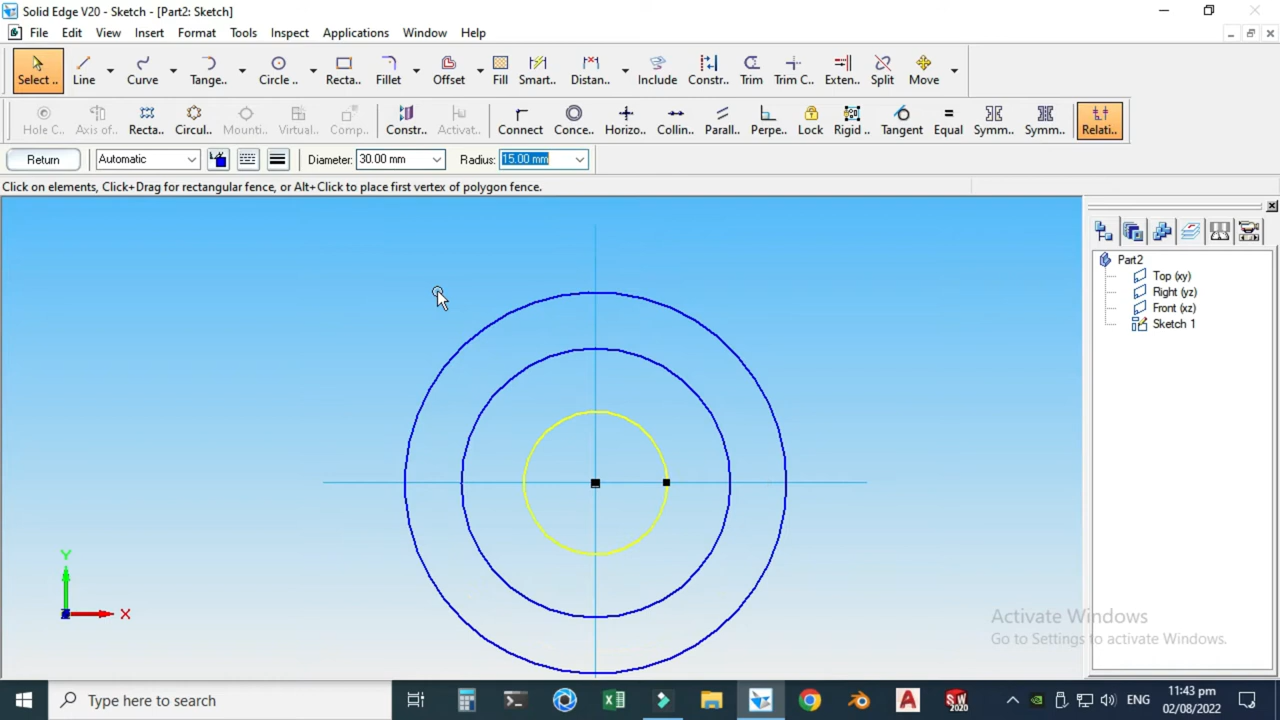 Solid Edge V20 - Sketch - [Part2: Sketch]
File Edit View Insert Format Tools Inspect Applications Window Help
Select .. Line Curve Tange.. Circle .. Recta.. Fillet Offset Fill Smart.. Distan.. Include Constr.. Trim Trim C.. Exten.. Split Move
Hole C.. Axis of.. Recta.. Circul.. Mounti.. Virtual.. Comp.. Constr.. Activat.. Connect Conce.. Horizo.. Collin.. Parall.. Perpe.. Lock Rigid .. Tangent Equal Symm.. Symm.. Relati..
Return Automatic Diameter: 30.00 mm Radius: 15.00 mm
Click on elements, Click+Drag for rectangular fence, or Alt+Click to place first vertex of polygon fence.
Part2
Top (xy)
Right (yz)
Front (xz)
Sketch 1
Y
X
Activate Windows
Go to Settings to activate Windows.
Type here to search
ENG
11:43 pm
02/08/2022